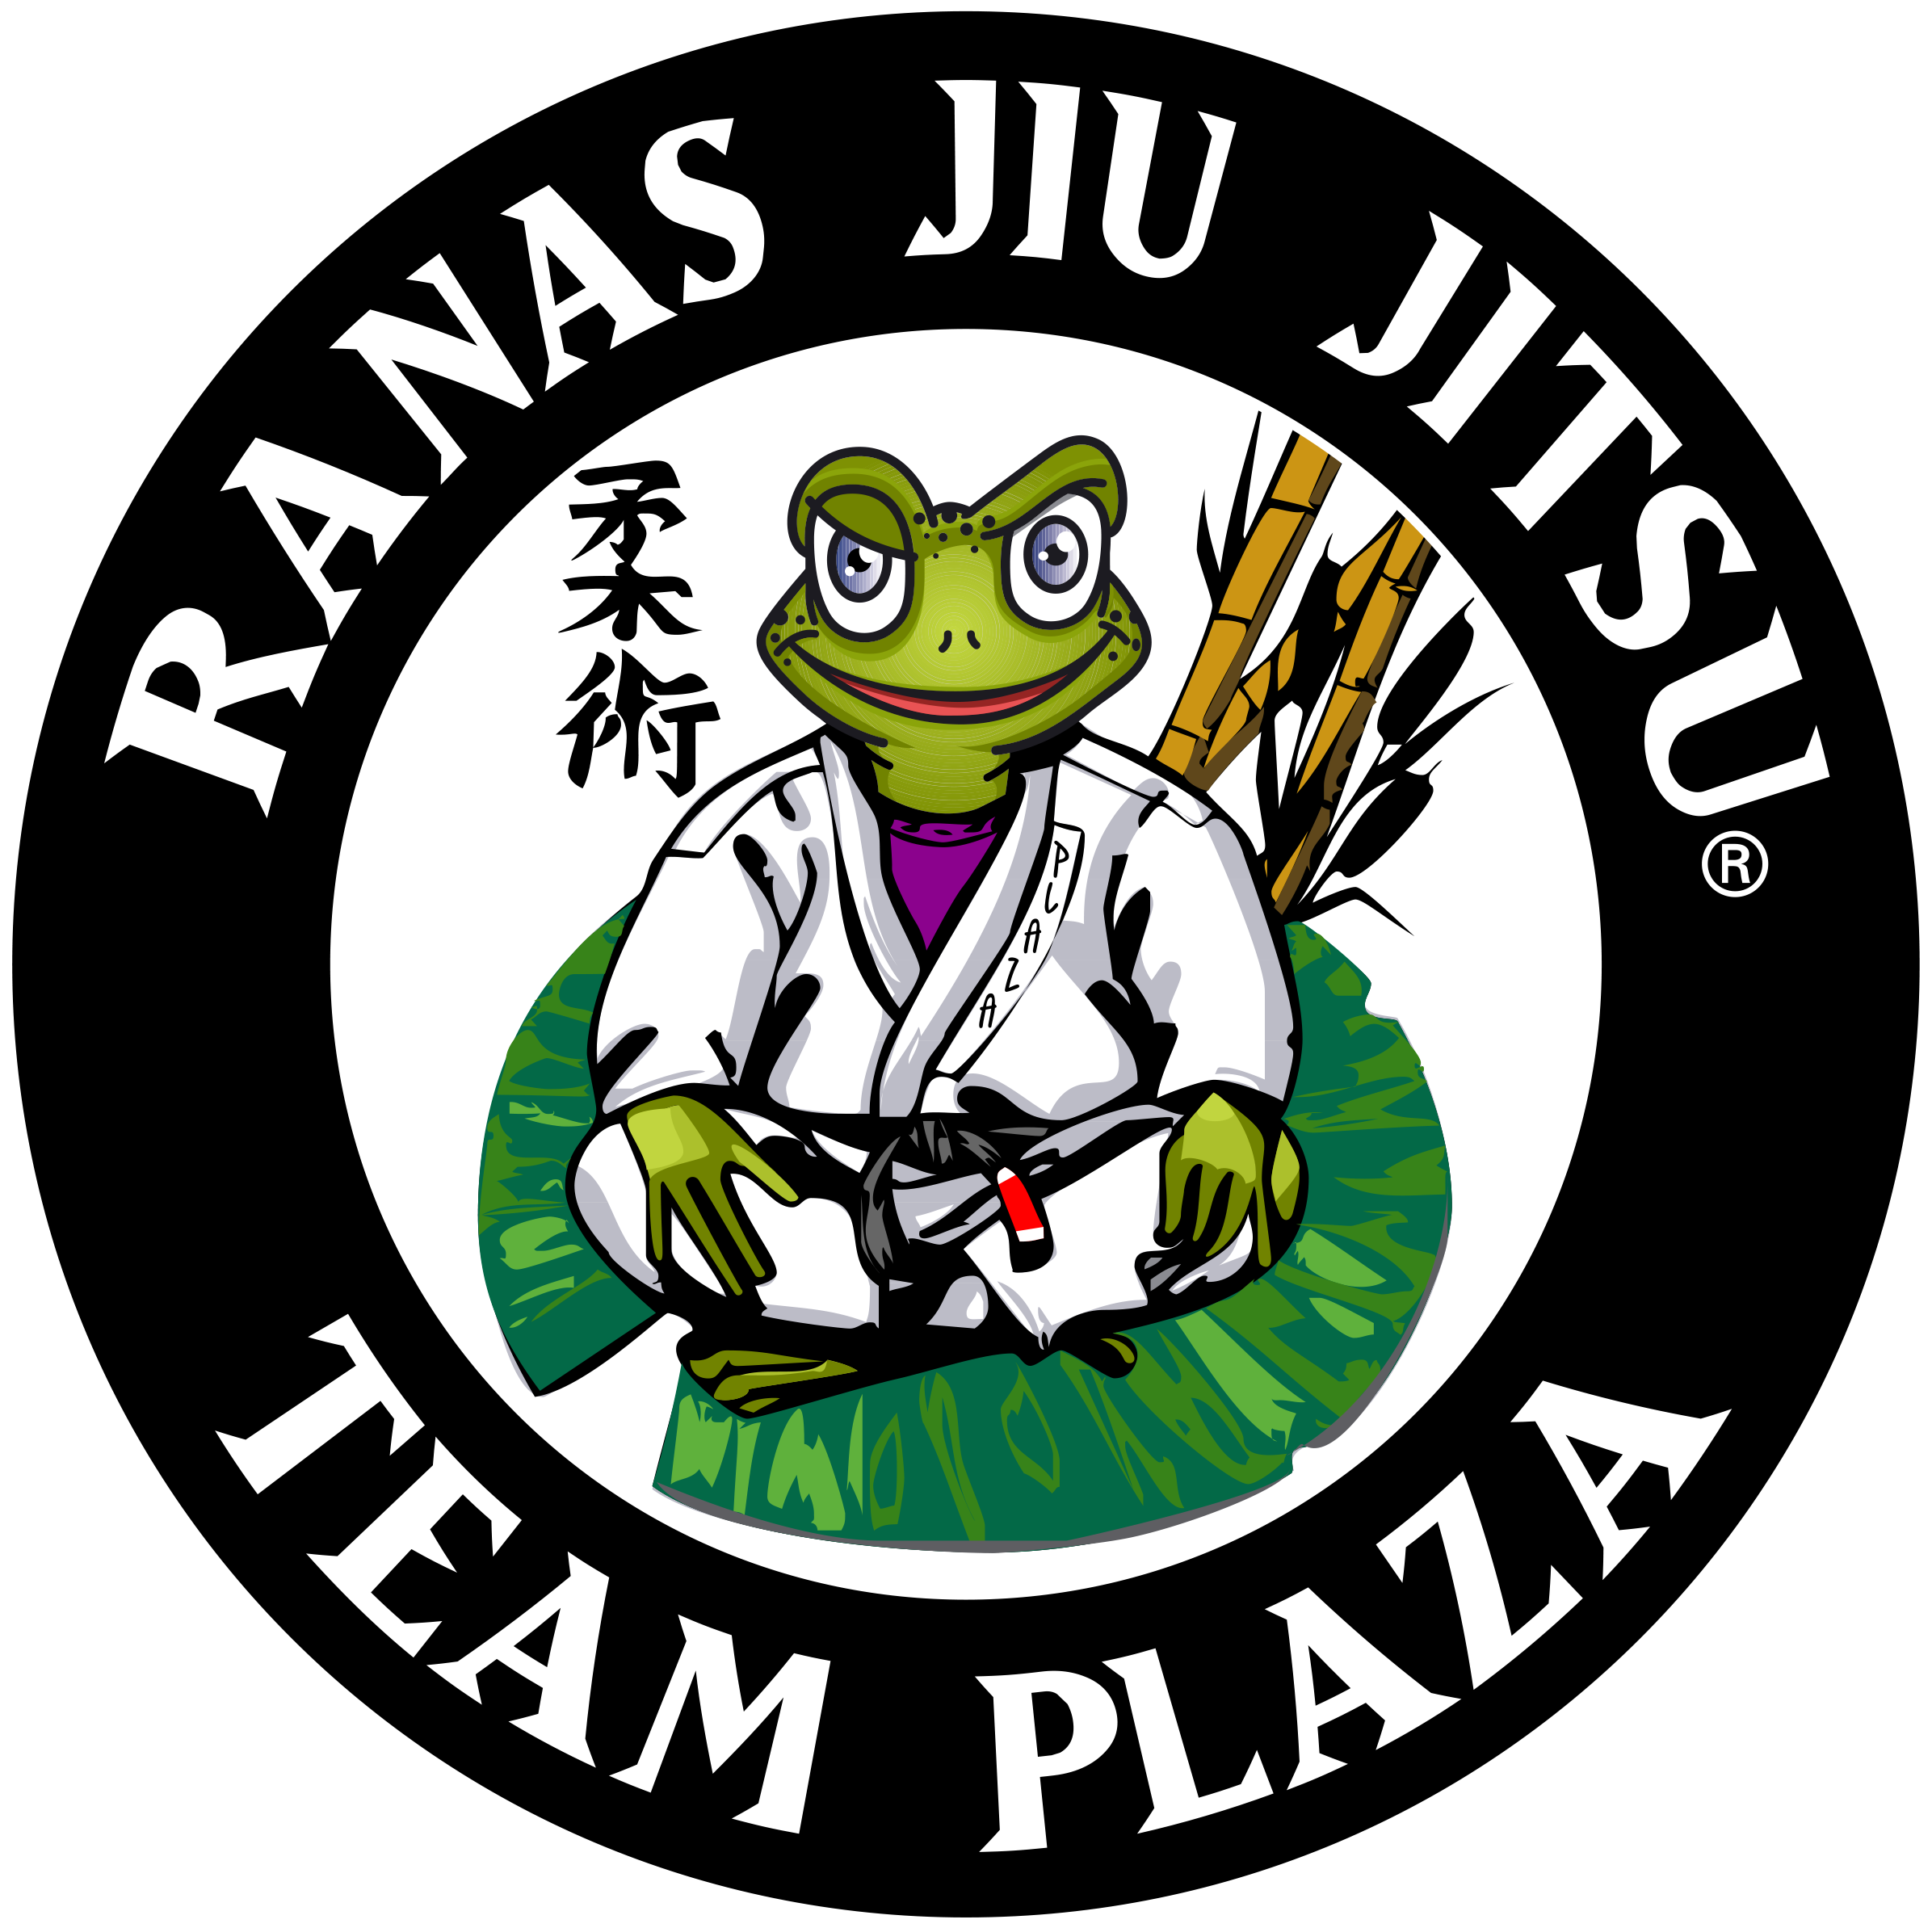 RANAS JIU JITSU
柔術
PLAZA
TEAM PLAZA
®